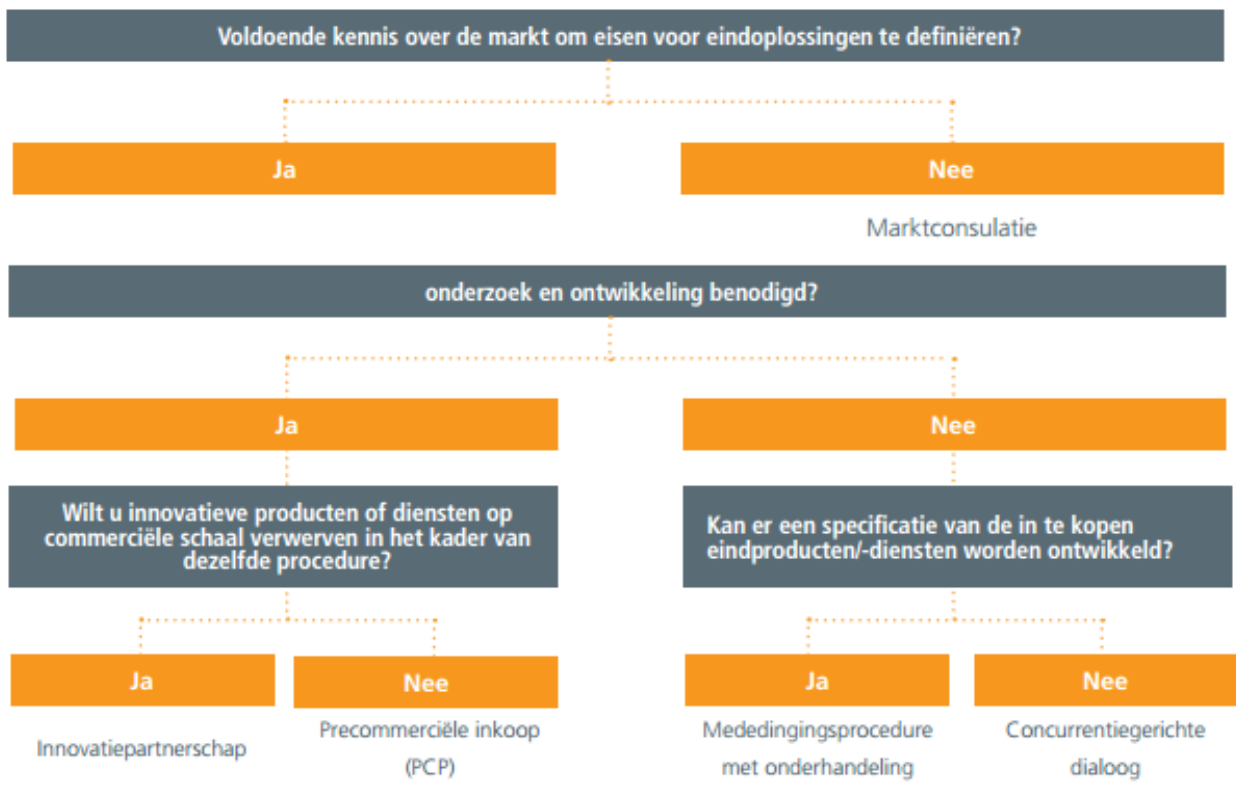 Voldoende kennis over de markt om eisen voor eindoplossingen te definiëren?
Ja
Nee
Marktconsulatie
onderzoek en ontwikkeling benodigd?
Ja
Nee
Wilt u innovatieve producten of diensten op
commerciële schaal verwerven in het kader van
dezelfde procedure?
Kan er een specificatie van de in te kopen
eindproducten/-diensten worden ontwikkeld?
Ja
Nee
Ja
Nee
Innovatiepartnerschap
Precommerciële inkoop
(PCP)
Mededingingsprocedure
met onderhandeling
Concurrentiegerichte
dialoog